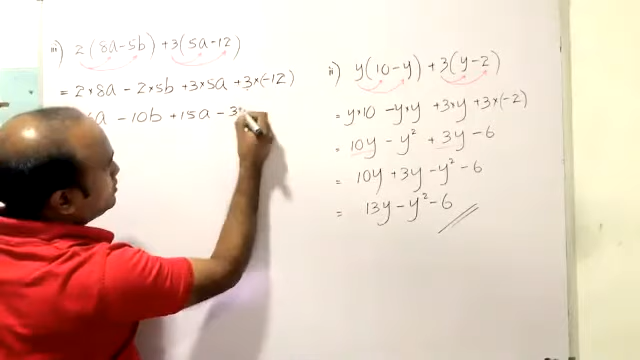 iii) 2(8a-5b) +3(5a-12)
= 2×8a - 2×5b +3×5a +3×(-12)
6a - 10b +15a - 3
ii) y(10-y) +3(y-2)
= y×10 -y×y +3×y +3×(-2)
= 10y - y² + 3y - 6
= 10y +3y - y² - 6
= 13y - y² - 6